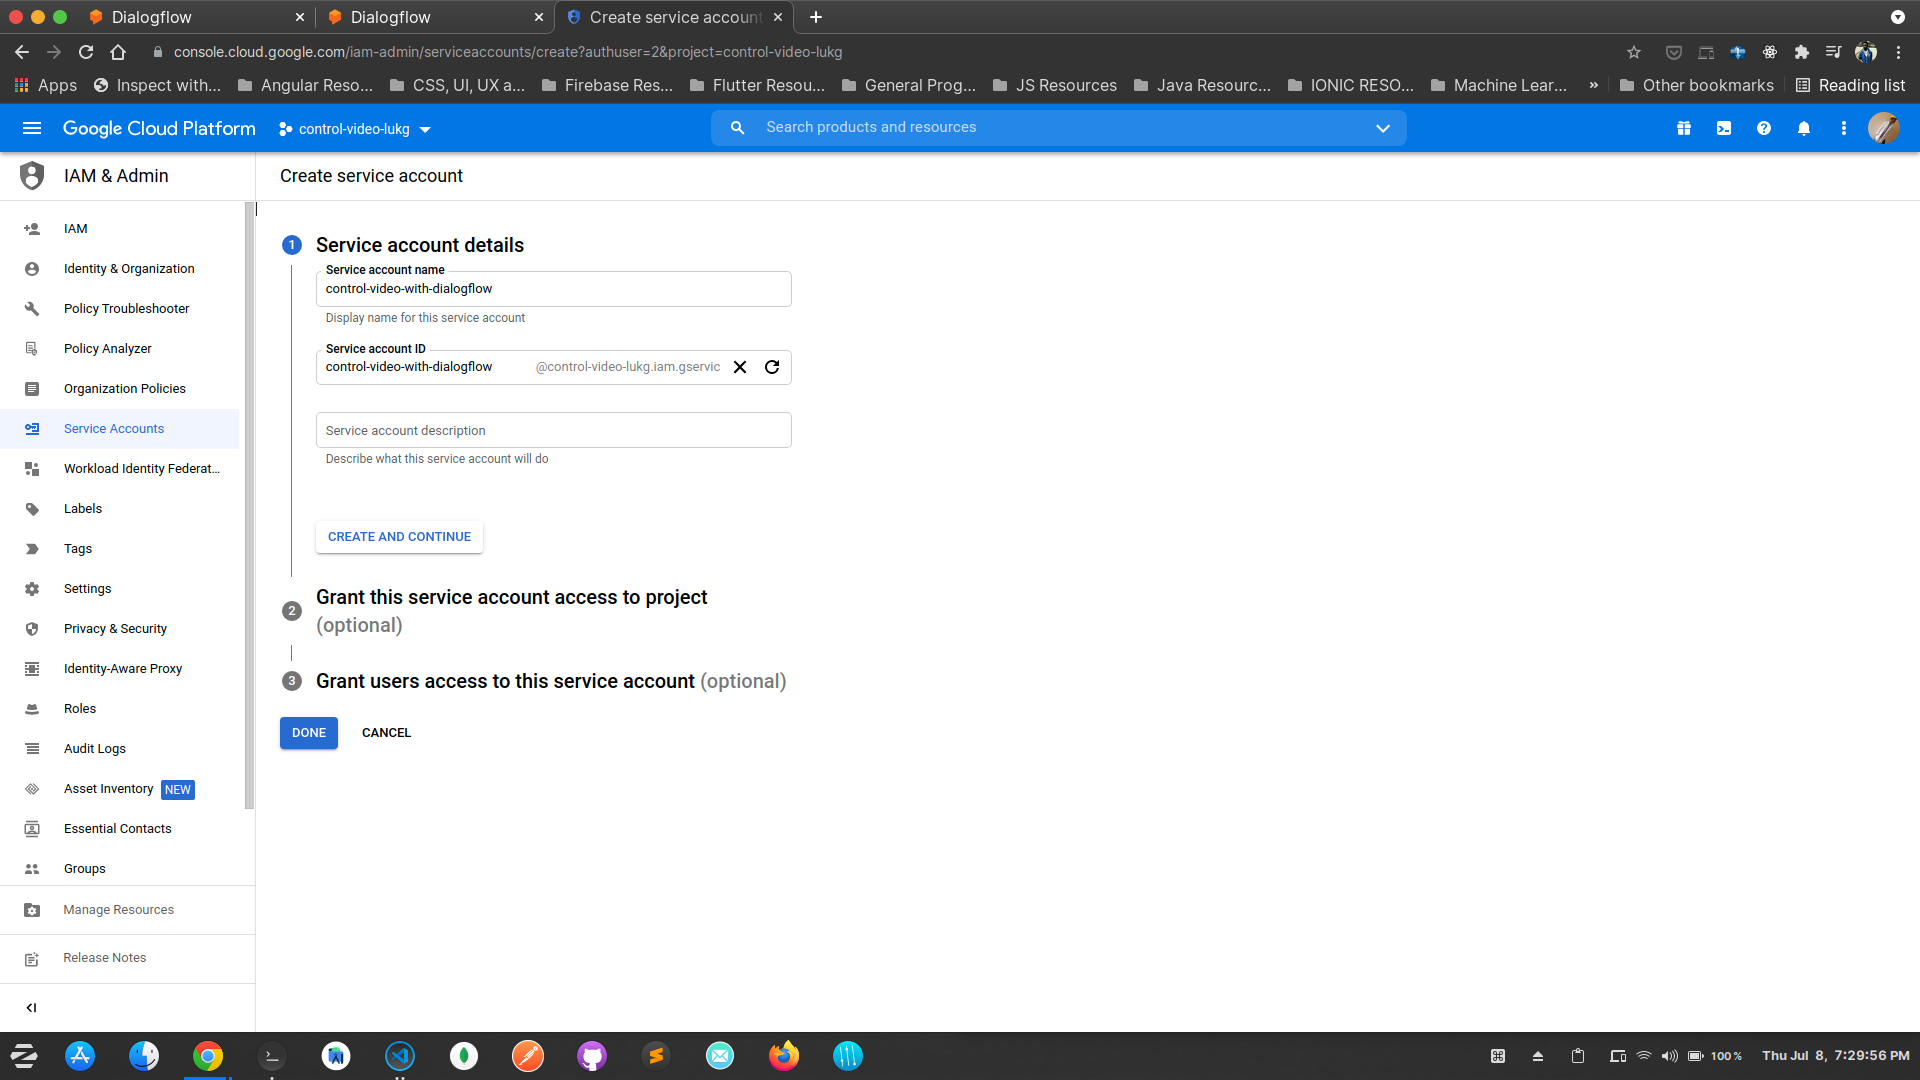 Dialogflow
Dialogflow
Create service account
console.cloud.google.com/iam-admin/serviceaccounts/create?authuser=2&project=control-video-lukg
Apps
Inspect with...
Angular Reso...
CSS, UI, UX a...
Firebase Res...
Flutter Resou...
General Prog...
JS Resources
Java Resourc...
IONIC RESO...
Machine Lear...
»
Other bookmarks
Reading list
Google Cloud Platform
control-video-lukg
Search products and resources
IAM & Admin
Create service account
IAM
Identity & Organization
Policy Troubleshooter
Policy Analyzer
Organization Policies
Service Accounts
Workload Identity Federat...
Labels
Tags
Settings
Privacy & Security
Identity-Aware Proxy
Roles
Audit Logs
Asset Inventory NEW
Essential Contacts
Groups
Manage Resources
Release Notes
1 Service account details
Service account name
control-video-with-dialogflow
Display name for this service account
Service account ID
control-video-with-dialogflow @control-video-lukg.iam.gservic
Service account description
Describe what this service account will do
CREATE AND CONTINUE
2 Grant this service account access to project
(optional)
3 Grant users access to this service account (optional)
DONE CANCEL
100 % Thu Jul 8, 7:29:56 PM